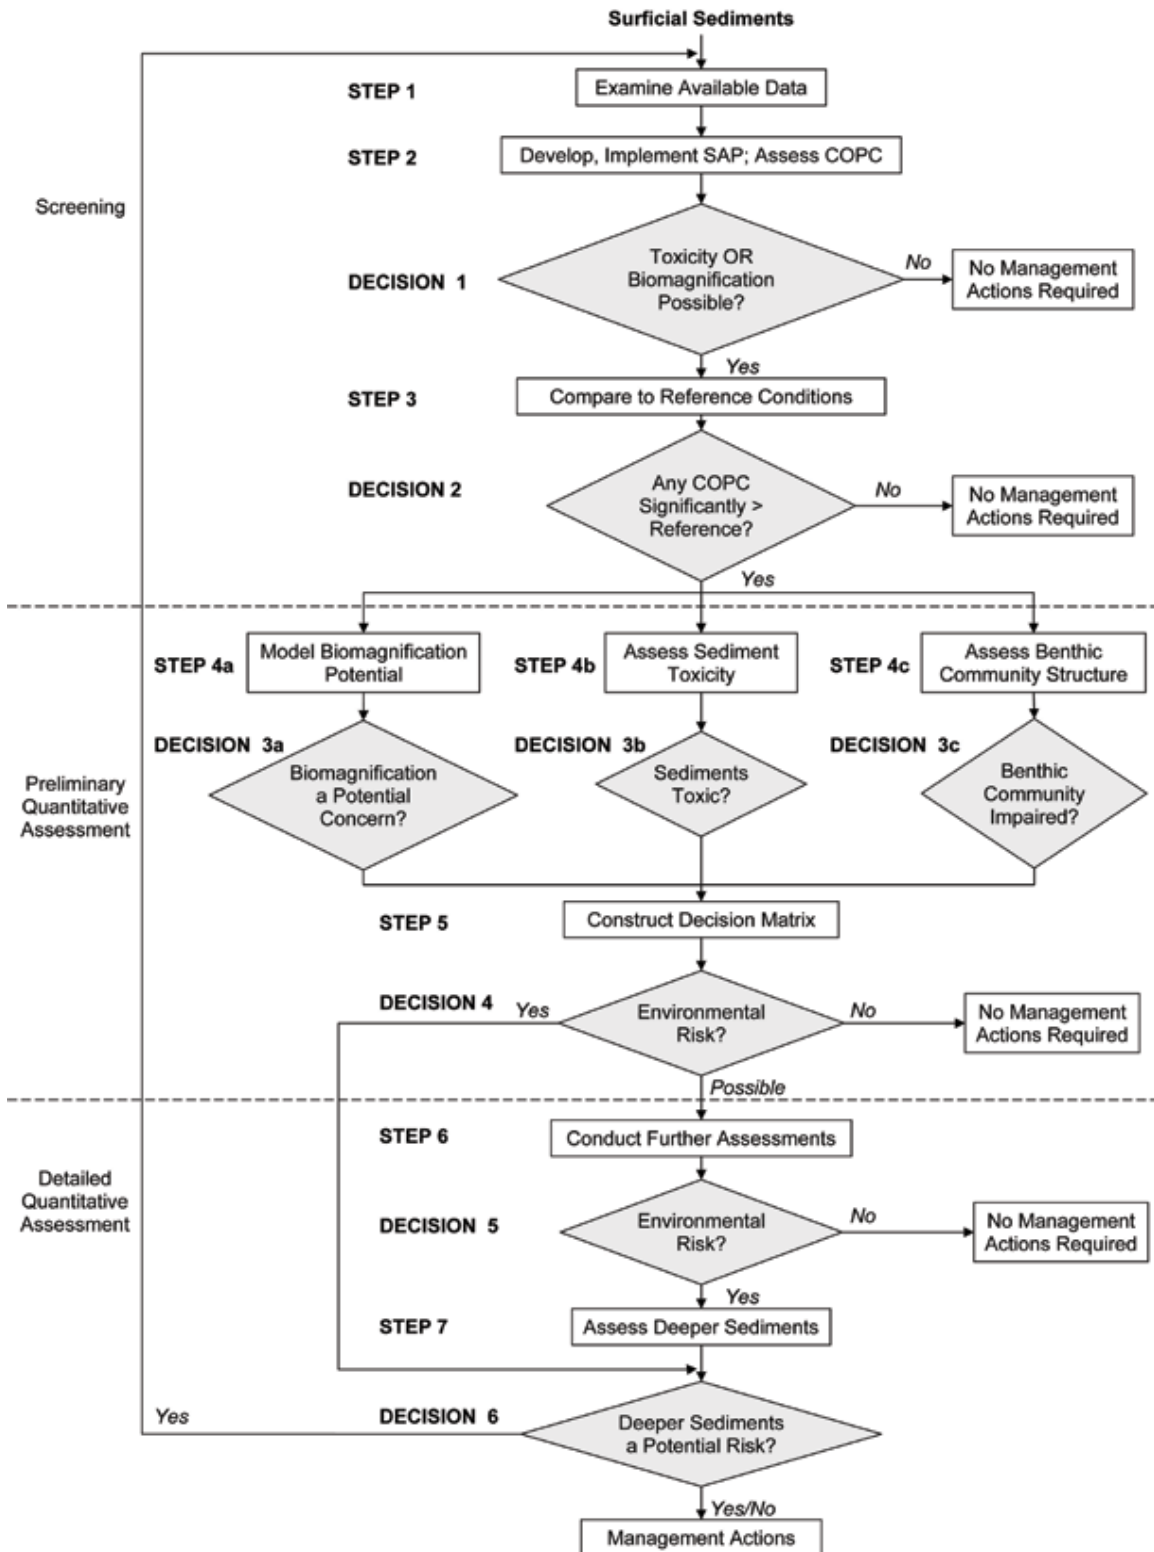 Surficial Sediments
STEP 1
Examine Available Data
STEP 2
Develop, Implement SAP; Assess COPC
Screening
DECISION 1
Toxicity OR
Biomagnification
Possible?
No
No Management
Actions Required
Yes
STEP 3
Compare to Reference Conditions
DECISION 2
Any COPC
Significantly >
Reference?
No
No Management
Actions Required
Yes
STEP 4a
Model Biomagnification
Potential
STEP 4b
Assess Sediment
Toxicity
STEP 4c
Assess Benthic
Community Structure
DECISION 3a
Biomagnification
a Potential
Concern?
DECISION 3b
Sediments
Toxic?
DECISION 3c
Benthic
Community
Impaired?
Preliminary
Quantitative
Assessment
STEP 5
Construct Decision Matrix
DECISION 4
Yes
Environmental
Risk?
No
No Management
Actions Required
Possible
STEP 6
Conduct Further Assessments
Detailed
Quantitative
Assessment
DECISION 5
Environmental
Risk?
No
No Management
Actions Required
Yes
STEP 7
Assess Deeper Sediments
Yes
DECISION 6
Deeper Sediments
a Potential Risk?
Yes/No
Management Actions